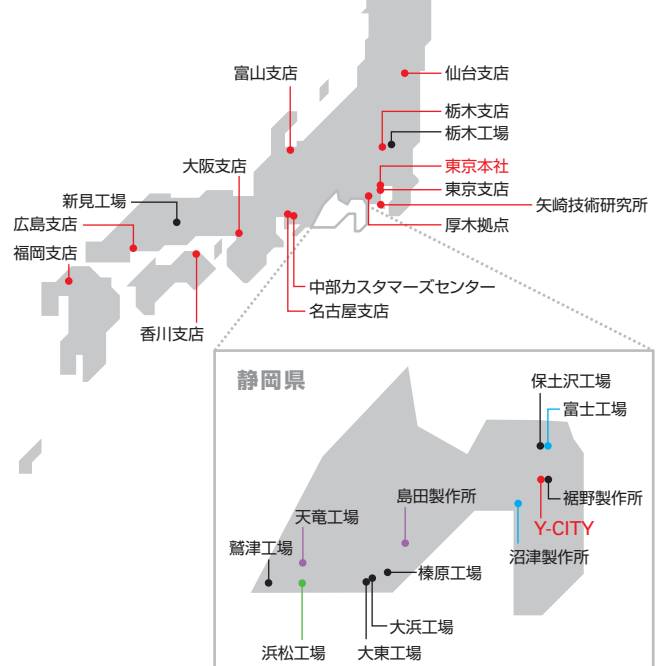 富山支店
仙台支店
栃木支店
栃木工場
大阪支店
東京本社
東京支店
新見工場
矢崎技術研究所
広島支店
厚木拠点
福岡支店
中部カスタマーズセンター
名古屋支店
香川支店
静岡県
保土沢工場
富士工場
島田製作所
裾野製作所
天竜工場
Y-CITY
鷲津工場
沼津製作所
榛原工場
大浜工場
浜松工場
大東工場